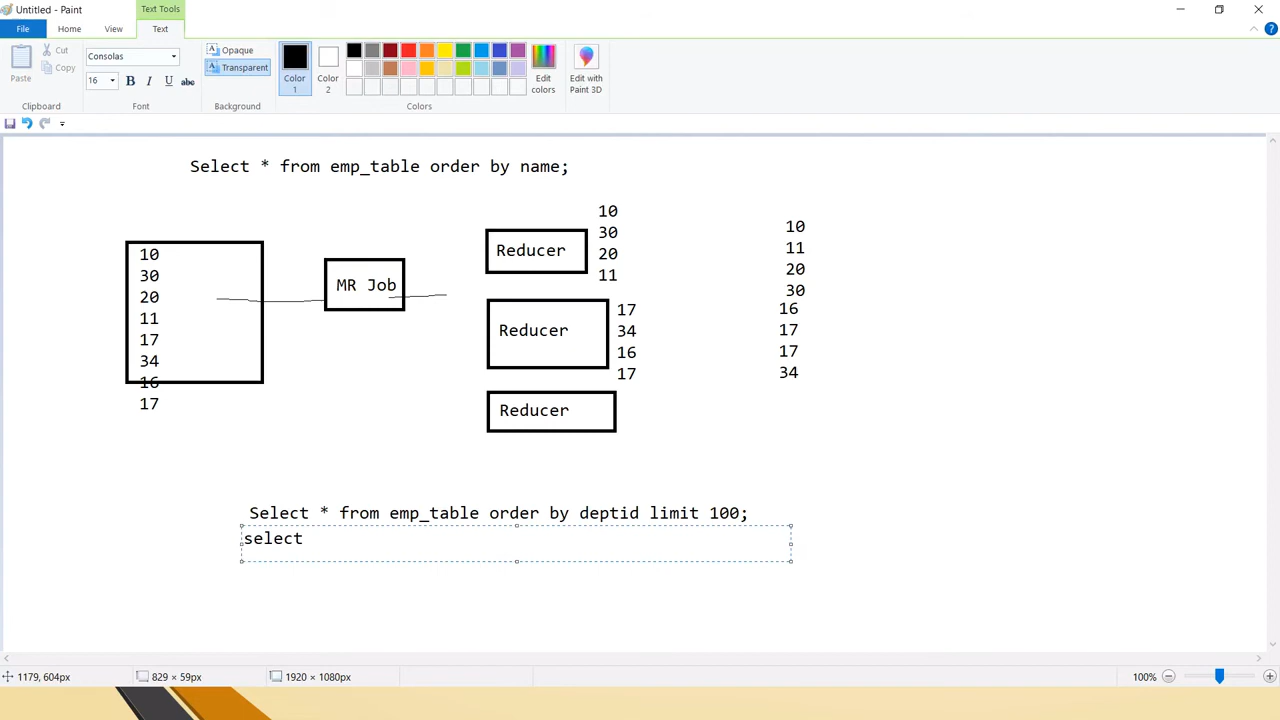 Untitled - Paint
Text Tools
File
Home
View
Text
Paste
Cut
Copy
Clipboard
Consolas
16
B I U abc
Font
Opaque
Transparent
Background
Color 1
Color 2
Edit colors
Edit with Paint 3D
Colors
Select * from emp_table order by name;
10
30
20
11
17
34
16
17
MR Job
Reducer
10
30
20
11
Reducer
17
34
16
17
Reducer
10
11
20
30
16
17
17
34
Select * from emp_table order by deptid limit 100;
select
1179, 604px
829 × 59px
1920 × 1080px
100%